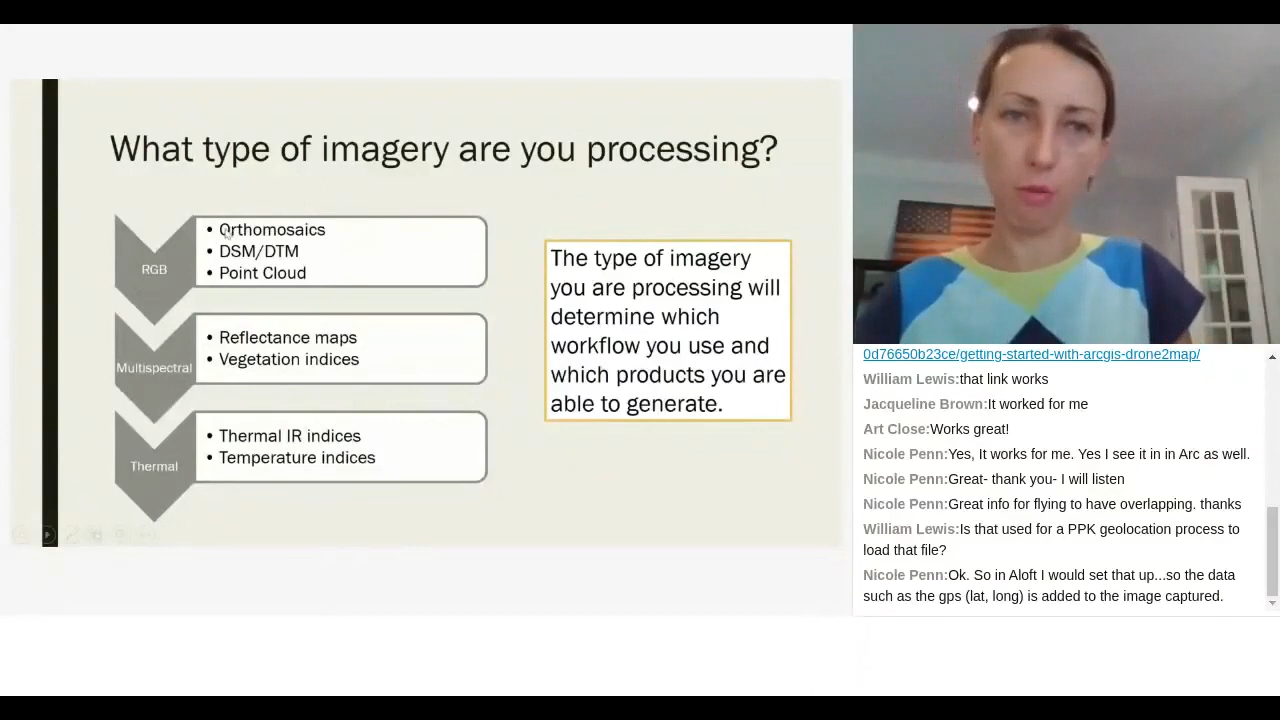 What type of imagery are you processing?
RGB
• Orthomosaics
• DSM/DTM
• Point Cloud
Multispectral
• Reflectance maps
• Vegetation indices
Thermal
• Thermal IR indices
• Temperature indices
The type of imagery
you are processing will
determine which
workflow you use and
which products you are
able to generate.
0d76650b23ce/getting-started-with-arcgis-drone2map/
William Lewis:that link works
Jacqueline Brown:It worked for me
Art Close:Works great!
Nicole Penn:Yes, It works for me. Yes I see it in in Arc as well.
Nicole Penn:Great- thank you- I will listen
Nicole Penn:Great info for flying to have overlapping. thanks
William Lewis:Is that used for a PPK geolocation process to
load that file?
Nicole Penn:Ok. So in Aloft I would set that up...so the data
such as the gps (lat, long) is added to the image captured.